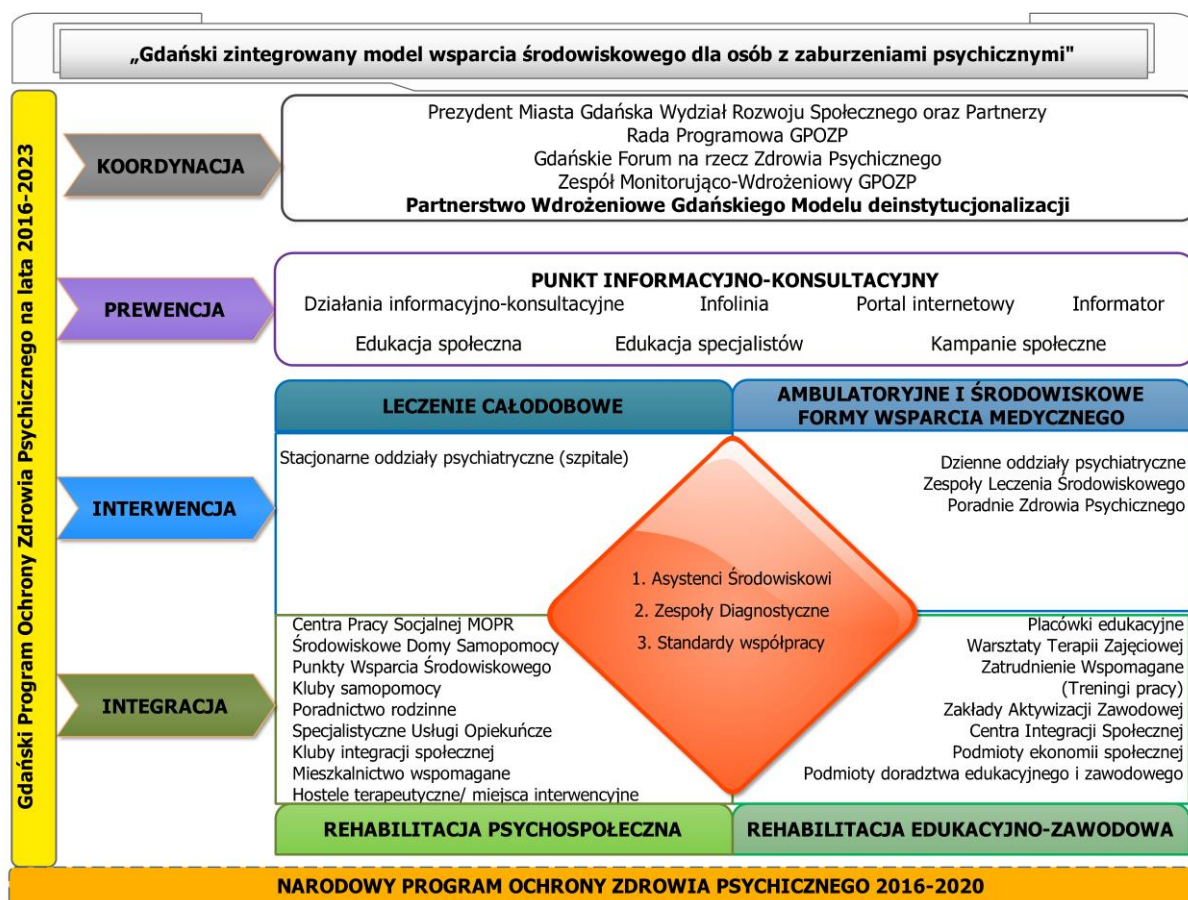 „Gdański zintegrowany model wsparcia środowiskowego dla osób z zaburzeniami psychicznymi"
Gdański Program Ochrony Zdrowia Psychicznego na lata 2016-2023
KOORDYNACJA
Prezydent Miasta Gdańska Wydział Rozwoju Społecznego oraz Partnerzy
Rada Programowa GPOZP
Gdańskie Forum na rzecz Zdrowia Psychicznego
Zespół Monitorująco-Wdrożeniowy GPOZP
Partnerstwo Wdrożeniowe Gdańskiego Modelu deinstytucjonalizacji
PREWENCJA
PUNKT INFORMACYJNO-KONSULTACYJNY
Działania informacyjno-konsultacyjne Infolinia Portal internetowy Informator
Edukacja społeczna Edukacja specjalistów Kampanie społeczne
LECZENIE CAŁODOBOWE
AMBULATORYJNE I ŚRODOWISKOWE
FORMY WSPARCIA MEDYCZNEGO
INTERWENCJA
Stacjonarne oddziały psychiatryczne (szpitale)
Dzienne oddziały psychiatryczne
Zespoły Leczenia Środowiskowego
Poradnie Zdrowia Psychicznego
1. Asystenci Środowiskowi
2. Zespoły Diagnostyczne
3. Standardy współpracy
INTEGRACJA
Centra Pracy Socjalnej MOPR
Środowiskowe Domy Samopomocy
Punkty Wsparcia Środowiskowego
Kluby samopomocy
Poradnictwo rodzinne
Specjalistyczne Usługi Opiekuńcze
Kluby integracji społecznej
Mieszkalnictwo wspomagane
Hostele terapeutyczne/ miejsca interwencyjne
Placówki edukacyjne
Warsztaty Terapii Zajęciowej
Zatrudnienie Wspomagane
(Treningi pracy)
Zakłady Aktywizacji Zawodowej
Centra Integracji Społecznej
Podmioty ekonomii społecznej
Podmioty doradztwa edukacyjnego i zawodowego
REHABILITACJA PSYCHOSPOŁECZNA
REHABILITACJA EDUKACYJNO-ZAWODOWA
NARODOWY PROGRAM OCHRONY ZDROWIA PSYCHICZNEGO 2016-2020